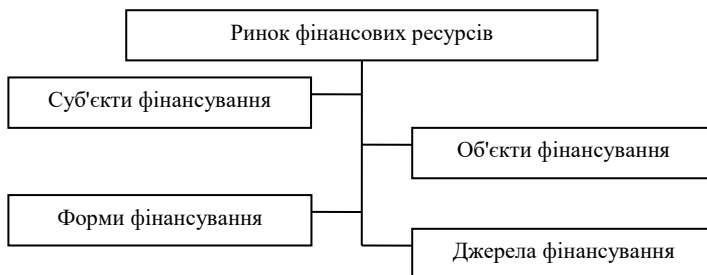 Ринок фінансових ресурсів
Суб'єкти фінансування
Об'єкти фінансування
Форми фінансування
Джерела фінансування